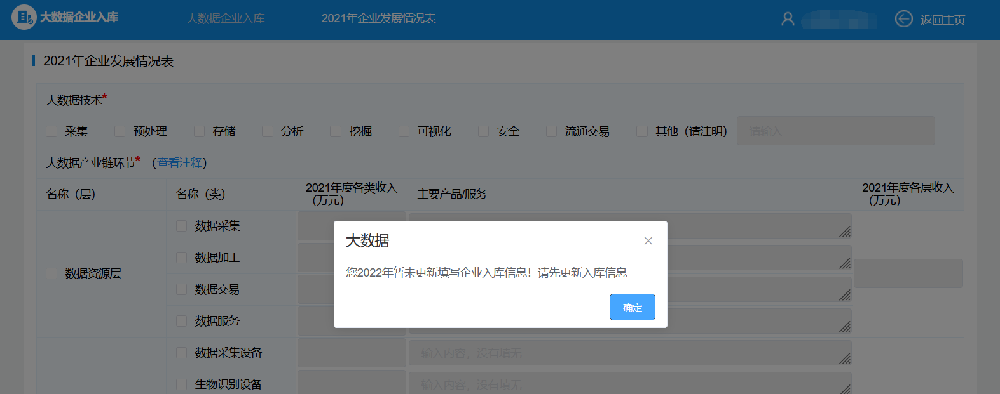 大数据企业入库 大数据企业入库 2021年企业发展情况表 返回主页
2021年企业发展情况表
大数据技术*
采集 预处理 存储 分析 挖掘 可视化 安全 流通交易 其他（请注明） 请输入
大数据产业链环节* （查看注释）
名称（层） 名称（类） 2021年度各类收入（万元） 主要产品/服务 2021年度各层收入（万元）
数据采集
数据加工
数据资源层
数据交易
数据服务
大数据
您2022年暂未更新填写企业入库信息！请先更新入库信息
确定
数据采集设备 输入内容，没有填无
生物识别设备 输入内容，没有填无